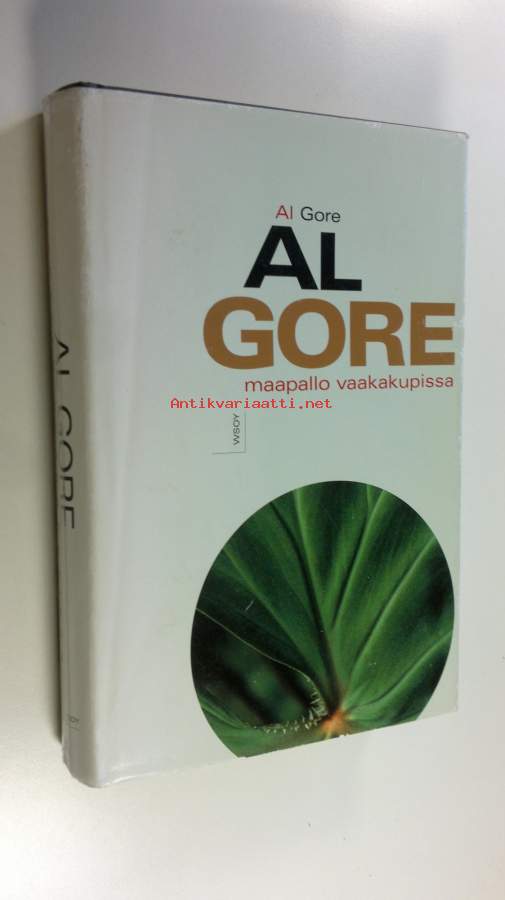 Al Gore
AL
GORE
maapallo vaakakupissa
Antikvariaatti.net
WSOY
AL GORE